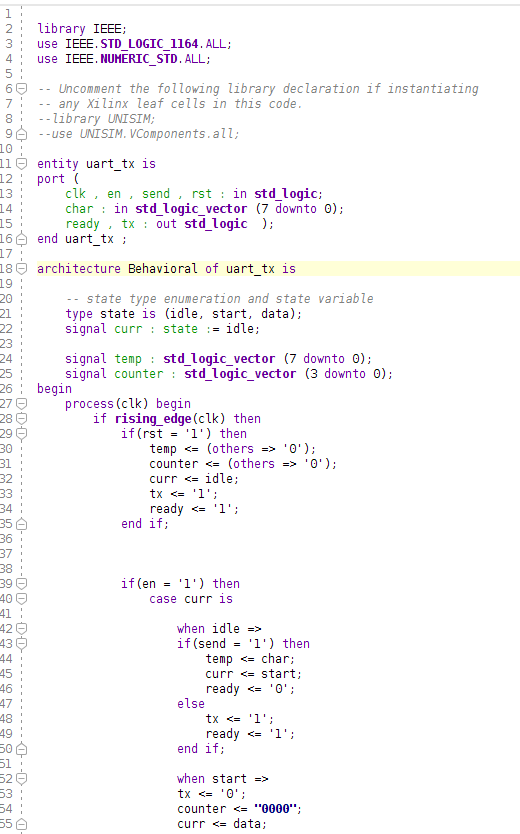 1
2 library IEEE;
3 use IEEE.STD_LOGIC_1164.ALL;
4 use IEEE.NUMERIC_STD.ALL;
5
6 -- Uncomment the following library declaration if instantiating
7 -- any Xilinx leaf cells in this code.
8 --library UNISIM;
9 --use UNISIM.VComponents.all;
10
11 entity uart_tx is
12 port (
13 clk , en , send , rst : in std_logic;
14 char : in std_logic_vector (7 downto 0);
15 ready , tx : out std_logic );
16 end uart_tx ;
17
18 architecture Behavioral of uart_tx is
19
20 -- state type enumeration and state variable
21 type state is (idle, start, data);
22 signal curr : state := idle;
23
24 signal temp : std_logic_vector (7 downto 0);
25 signal counter : std_logic_vector (3 downto 0);
26 begin
27 process(clk) begin
28 if rising_edge(clk) then
29 if(rst = '1') then
30 temp <= (others => '0');
31 counter <= (others => '0');
32 curr <= idle;
33 tx <= '1';
34 ready <= '1';
35 end if;
36
37
38
39 if(en = '1') then
40 case curr is
41
42 when idle =>
43 if(send = '1') then
44 temp <= char;
45 curr <= start;
46 ready <= '0';
47 else
48 tx <= '1';
49 ready <= '1';
50 end if;
51
52 when start =>
53 tx <= '0';
54 counter <= "0000";
55 curr <= data;